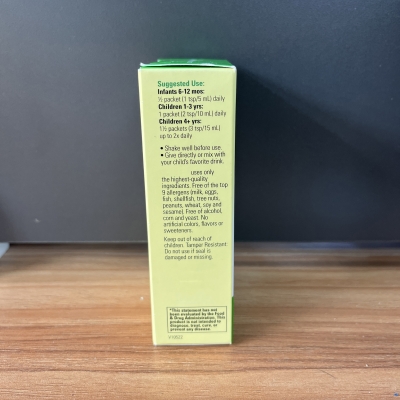 Suggested Use:
Infants 6-12 mos:
½ packet (1 tsp/5 mL) daily
Children 1-3 yrs:
1 packet (2 tsp/10 mL) daily
Children 4+ yrs:
1½ packets (3 tsp/15 mL)
up to 2x daily
• Shake well before use.
• Give directly or mix with
your child's favorite drink.
uses only
the highest-quality
ingredients. Free of the top
9 allergens (milk, eggs,
fish, shellfish, tree nuts,
peanuts, wheat, soy and
sesame). Free of alcohol,
corn and yeast. No
artificial colors, flavors or
sweeteners.
Keep out of reach of
children. Tamper Resistant:
Do not use if seal is
damaged or missing.
*This statement has not
been evaluated by the Food
& Drug Administration. This
product is not intended to
diagnose, treat, cure, or
prevent any disease.